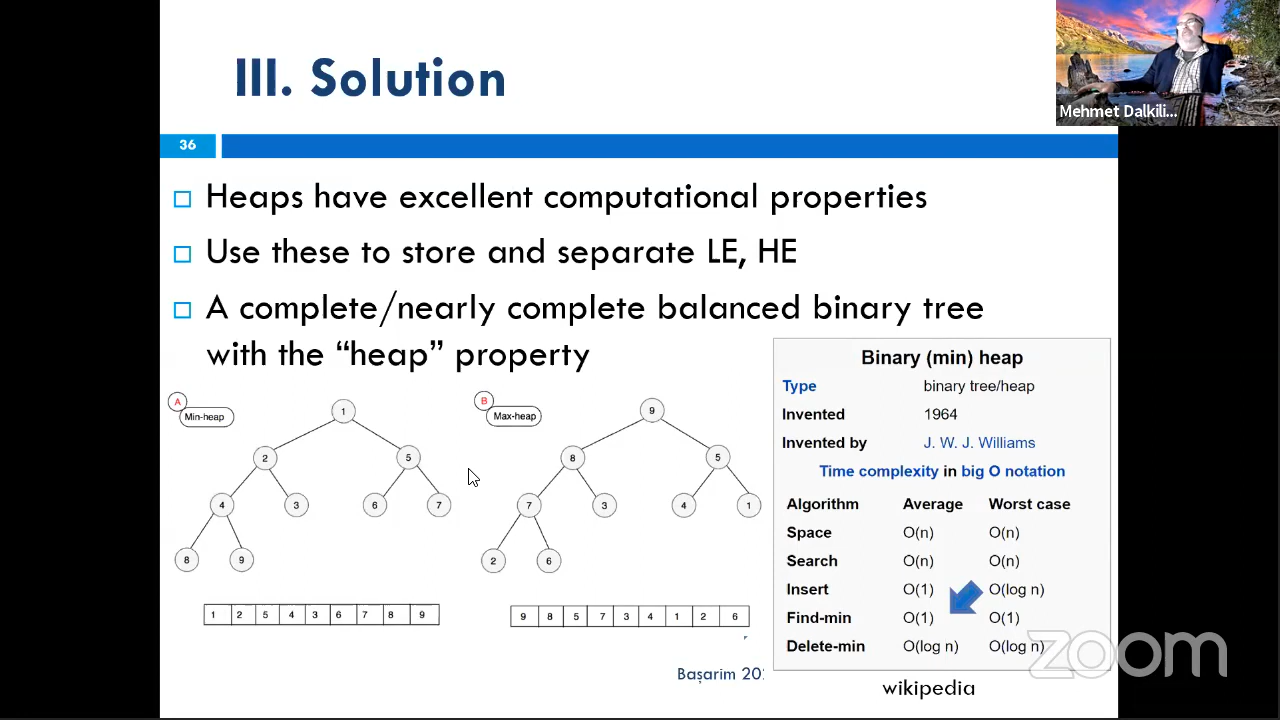 III. Solution
Mehmet Dalkili...
36
Heaps have excellent computational properties
Use these to store and separate LE, HE
A complete/nearly complete balanced binary tree
with the “heap” property
A
Min-heap
1
2
5
4
3
6
7
8
9
1 2 5 4 3 6 7 8 9
B
Max-heap
9
8
5
7
3
4
1
2
6
9 8 5 7 3 4 1 2 6
Binary (min) heap
Type binary tree/heap
Invented 1964
Invented by J. W. J. Williams
Time complexity in big O notation
Algorithm Average Worst case
Space O(n) O(n)
Search O(n) O(n)
Insert O(1) O(log n)
Find-min O(1) O(1)
Delete-min O(log n) O(log n)
zoom
Başarim 20
wikipedia